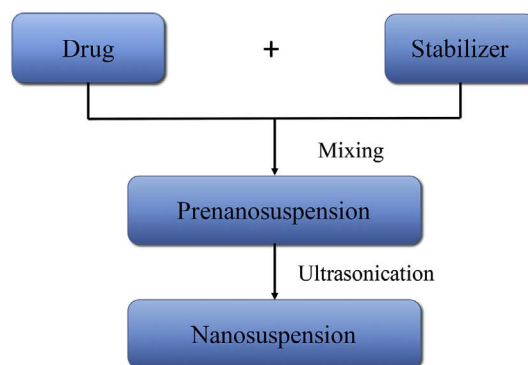 Drug
+
Stabilizer
Mixing
Prenanosuspension
Ultrasonication
Nanosuspension